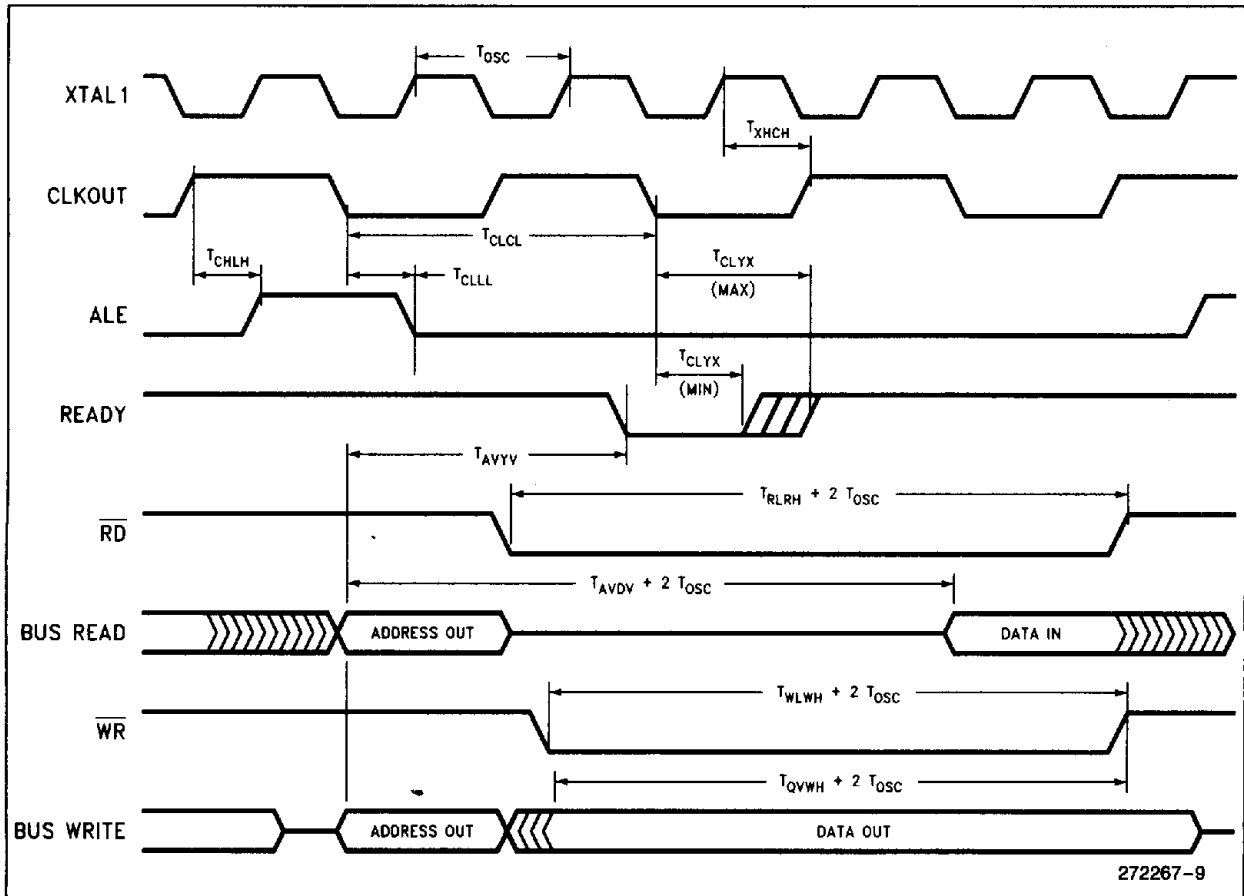 T_OSC
XTAL1
T_XHCH
CLKOUT
T_CLCL
T_CHLH
T_CLLL
T_CLYX
(MAX)
ALE
T_CLYX
(MIN)
READY
T_AVYV
T_RLRH + 2 T_OSC
RD
T_AVDV + 2 T_OSC
BUS READ
ADDRESS OUT
DATA IN
T_WLWH + 2 T_OSC
WR
T_QVWH + 2 T_OSC
BUS WRITE
ADDRESS OUT
DATA OUT
272267-9